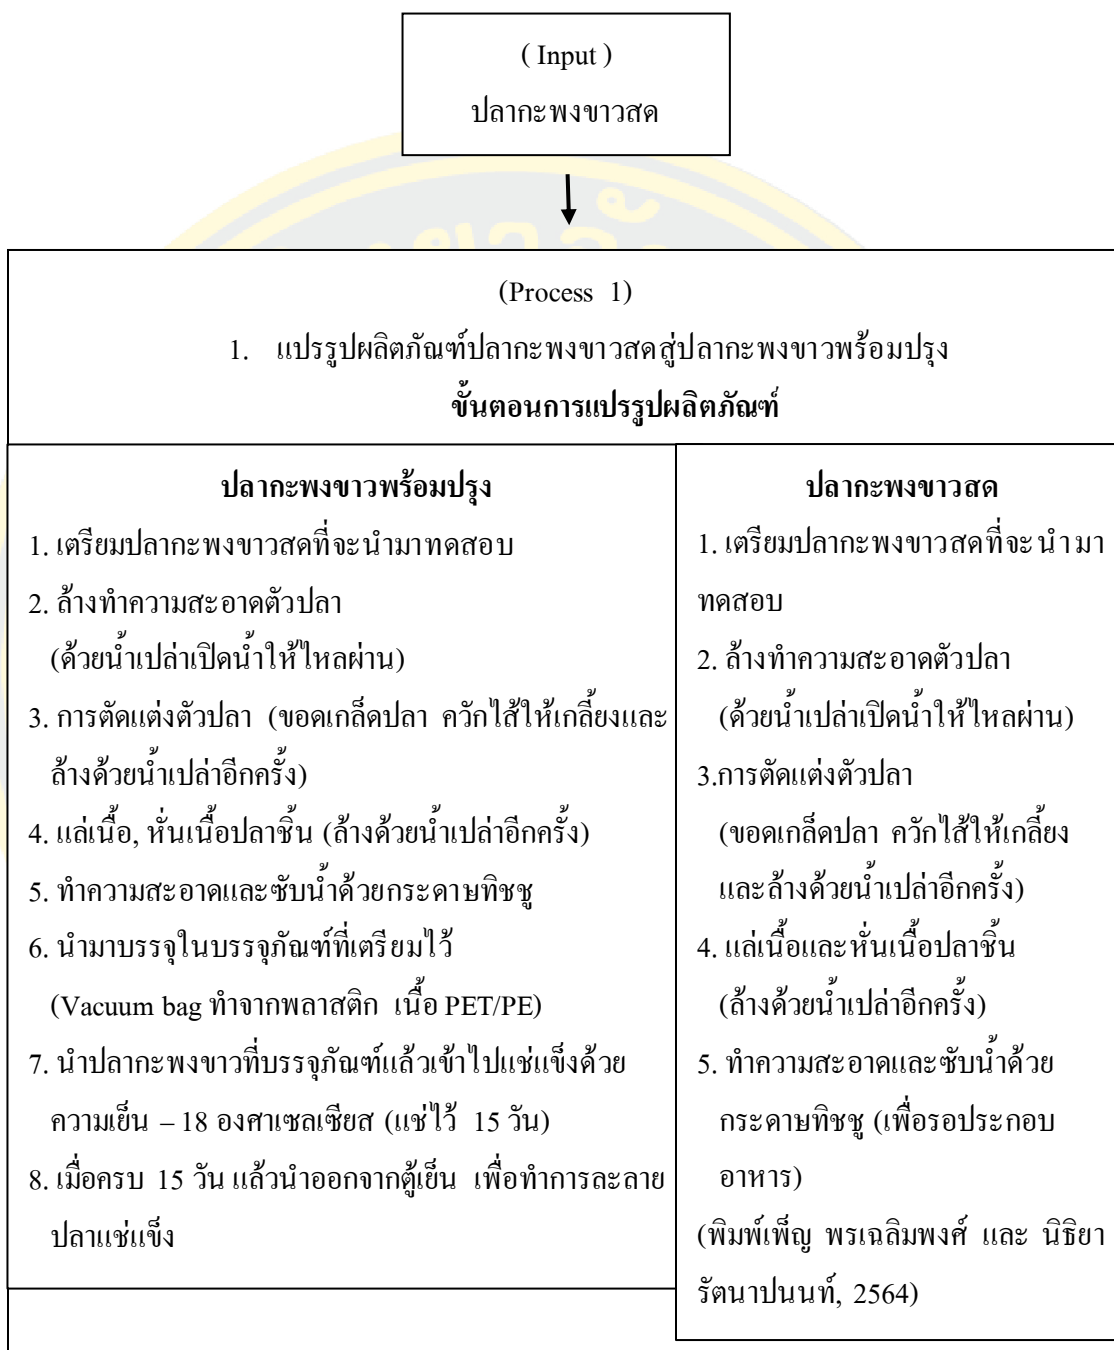 ( Input )
ปลากะพงขาวสด
(Process 1)
1. แปรรูปผลิตภัณฑ์ปลากะพงขาวสดสู่ปลากะพงขาวพร้อมปรุง
ขั้นตอนการแปรรูปผลิตภัณฑ์
ปลากะพงขาวพร้อมปรุง
1. เตรียมปลากะพงขาวสดที่จะนำมาทดสอบ
2. ล้างทำความสะอาดตัวปลา
(ด้วยน้ำเปล่าเปิดน้ำให้ไหลผ่าน)
3. การตัดแต่งตัวปลา (ขอดเกล็ดปลา ควักไส้ให้เกลี้ยงและ
ล้างด้วยน้ำเปล่าอีกครั้ง)
4. แล่เนื้อ, หั่นเนื้อปลาชิ้น (ล้างด้วยน้ำเปล่าอีกครั้ง)
5. ทำความสะอาดและซับน้ำด้วยกระดาษทิชชู
6. นำมาบรรจุในบรรจุภัณฑ์ที่เตรียมไว้
(Vacuum bag ทำจากพลาสติก เนื้อ PET/PE)
7. นำปลากะพงขาวที่บรรจุภัณฑ์แล้วเข้าไปแช่แข็งด้วย
ความเย็น – 18 องศาเซลเซียส (แช่ไว้ 15 วัน)
8. เมื่อครบ 15 วัน แล้วนำออกจากตู้เย็น เพื่อทำการละลาย
ปลาแช่แข็ง
ปลากะพงขาวสด
1. เตรียมปลากะพงขาวสดที่จะนำมา
ทดสอบ
2. ล้างทำความสะอาดตัวปลา
(ด้วยน้ำเปล่าเปิดน้ำให้ไหลผ่าน)
3.การตัดแต่งตัวปลา
(ขอดเกล็ดปลา ควักไส้ให้เกลี้ยง
และล้างด้วยน้ำเปล่าอีกครั้ง)
4. แล่เนื้อและหั่นเนื้อปลาชิ้น
(ล้างด้วยน้ำเปล่าอีกครั้ง)
5. ทำความสะอาดและซับน้ำด้วย
กระดาษทิชชู (เพื่อรอประกอบ
อาหาร)
(พิมพ์เพ็ญ พรเฉลิมพงศ์ และ นิธิยา
รัตนาปนนท์, 2564)